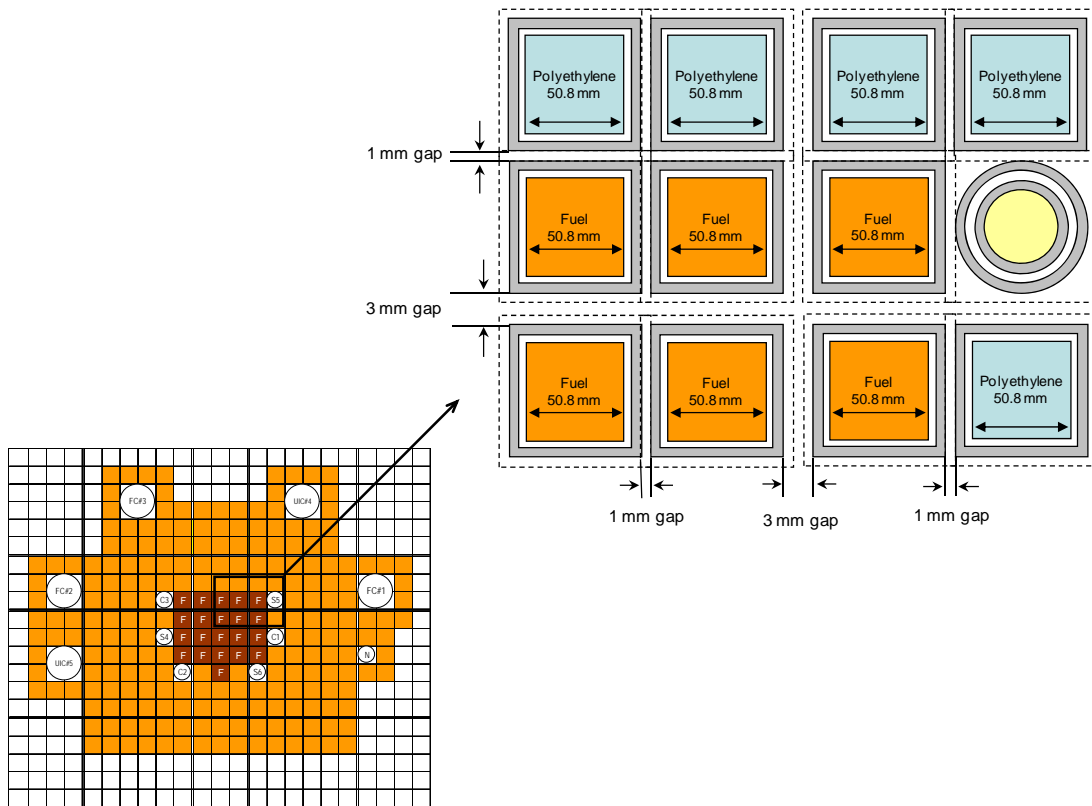 Polyethylene Polyethylene Polyethylene Polyethylene
50.8 mm 50.8 mm 50.8 mm 50.8 mm
1 mm gap
Fuel Fuel Fuel
50.8 mm 50.8 mm 50.8 mm
3 mm gap
Fuel Fuel Fuel Polyethylene
50.8 mm 50.8 mm 50.8 mm 50.8 mm
1 mm gap 3 mm gap 1 mm gap
FC#3 UIC#4
FC#2 FC#1
C3 F F F F F S5
F F F F F
S4 F F F F F C1
UIC#5 F F F F F N
C2 F S6